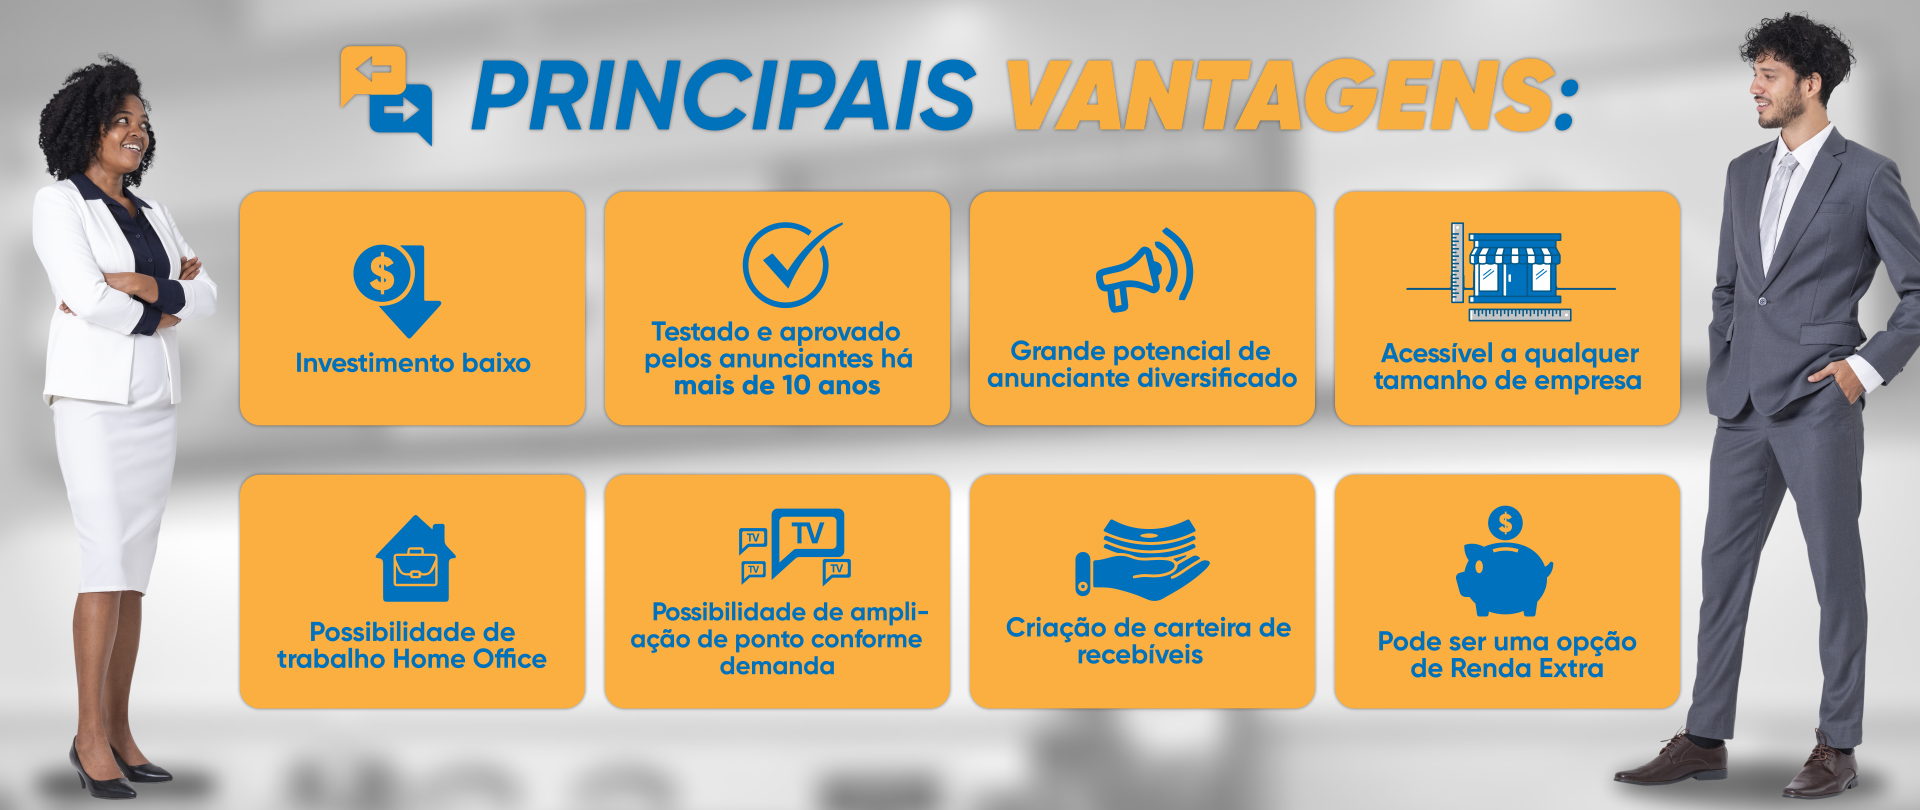 PRINCIPAIS VANTAGENS:
$
Investimento baixo
Testado e aprovado
pelos anunciantes há
mais de 10 anos
Grande potencial de
anunciante diversificado
Acessível a qualquer
tamanho de empresa
Possibilidade de
trabalho Home Office
TV
TV
TV
TV
Possibilidade de ampli-
ação de ponto conforme
demanda
Criação de carteira de
recebíveis
$
Pode ser uma opção
de Renda Extra